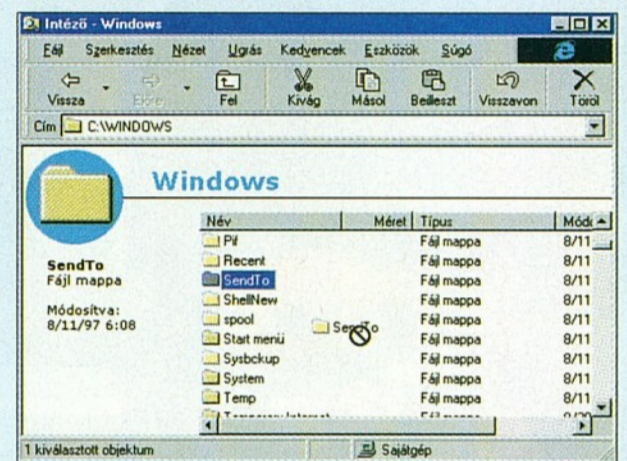 Intéző - Windows
Fájl Szerkesztés Nézet Ugrás Kedvencek Eszközök Súgó
Vissza Előre Fel Kivág Másol Beilleszt Visszavon Töröl
Cím C:\WINDOWS
Windows
SendTo
Fájl mappa
Módosítva:
8/11/97 6:08
Név Méret Típus
Pif Fájl mappa 8/11
Recent Fájl mappa 8/11
SendTo Fájl mappa 8/11
ShellNew Fájl mappa 8/11
spool Fájl mappa 8/11
SendTo
Start menü Fájl mappa 8/11
Sysbckup Fájl mappa 8/11
System Fájl mappa 8/11
Temp Fájl mappa 8/11
1 kiválasztott objektum Sajátgép